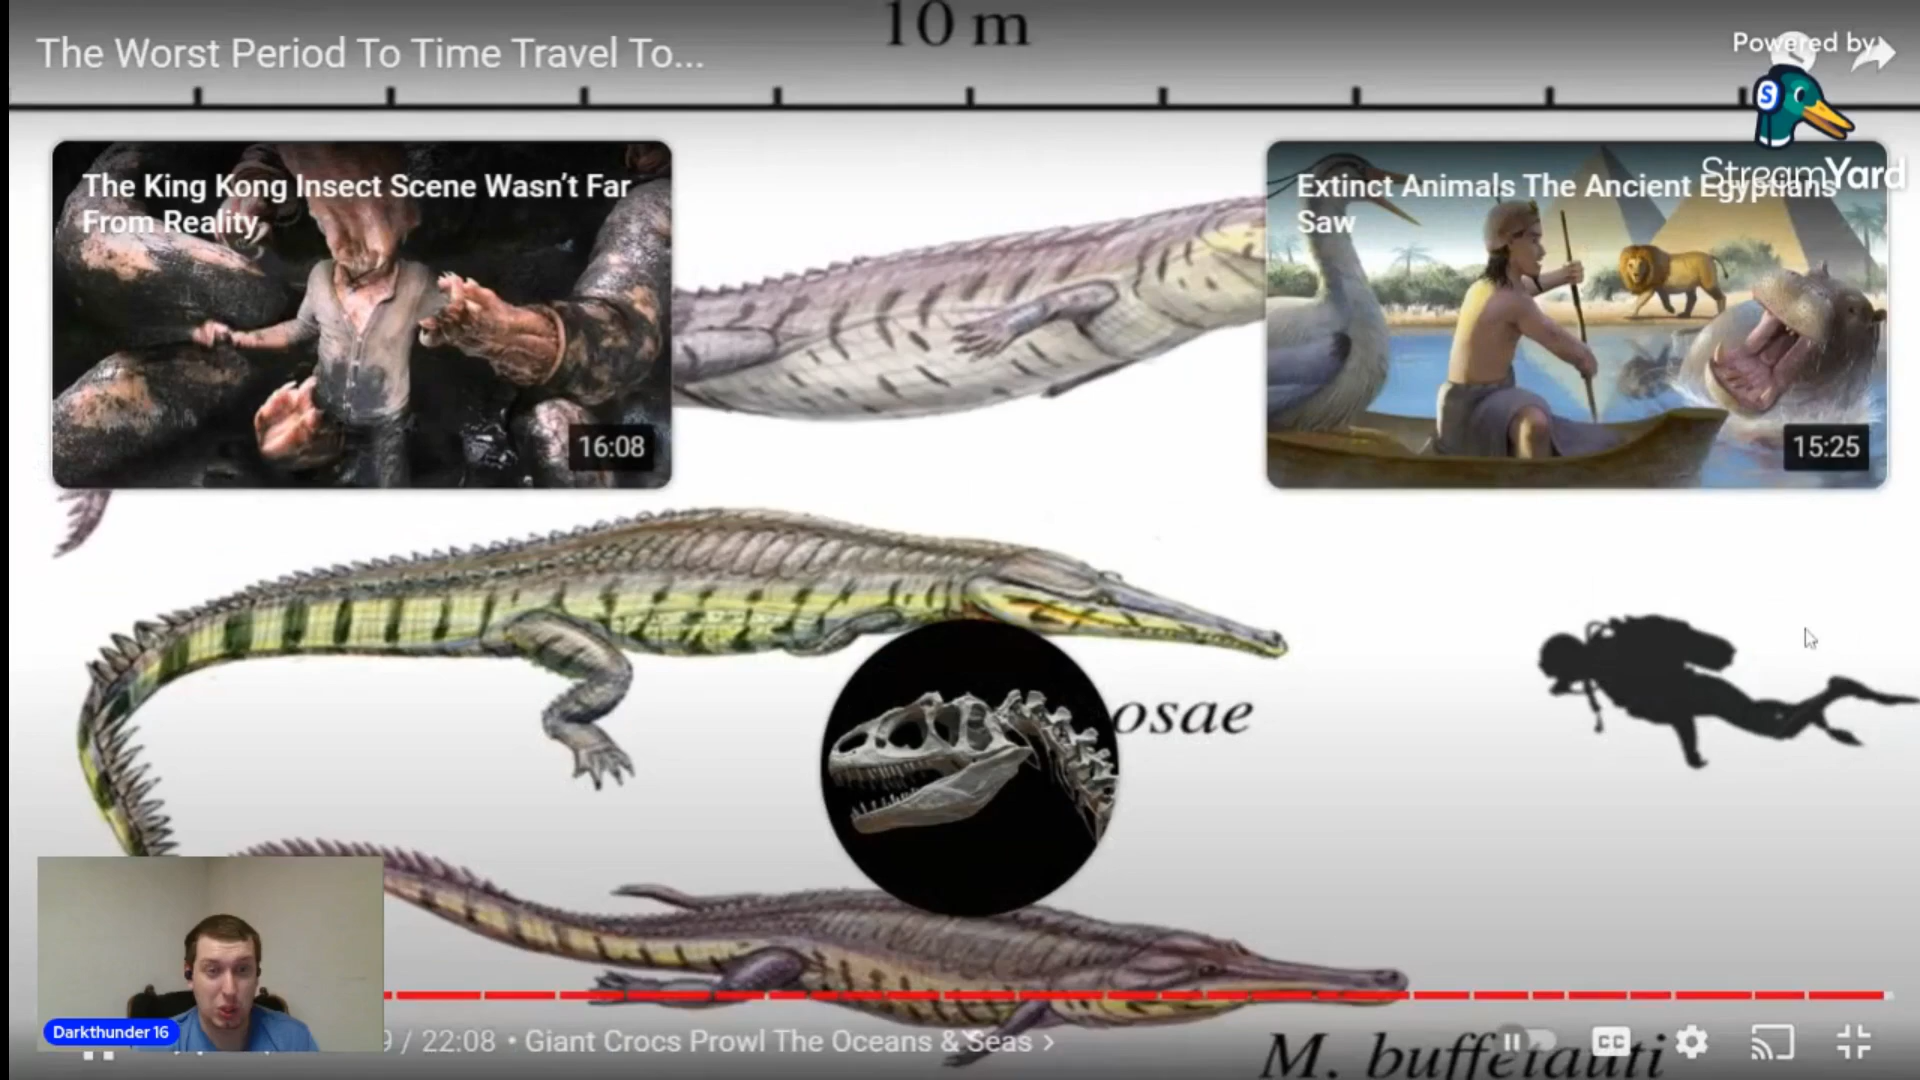 10 m
The Worst Period To Time Travel To...
Powered by
StreamYard
The King Kong Insect Scene Wasn't Far
From Reality
16:08
Extinct Animals The Ancient Egyptians
Saw
15:25
osae
Darkthunder 16
9 / 22:08 • Giant Crocs Prowl The Oceans & Seas >
CC
M. buffetauti